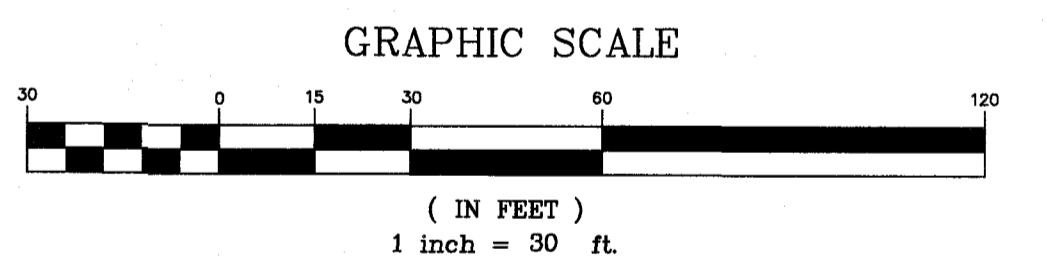 GRAPHIC SCALE
30 0 15 30 60 120
( IN FEET )
1 inch = 30 ft.